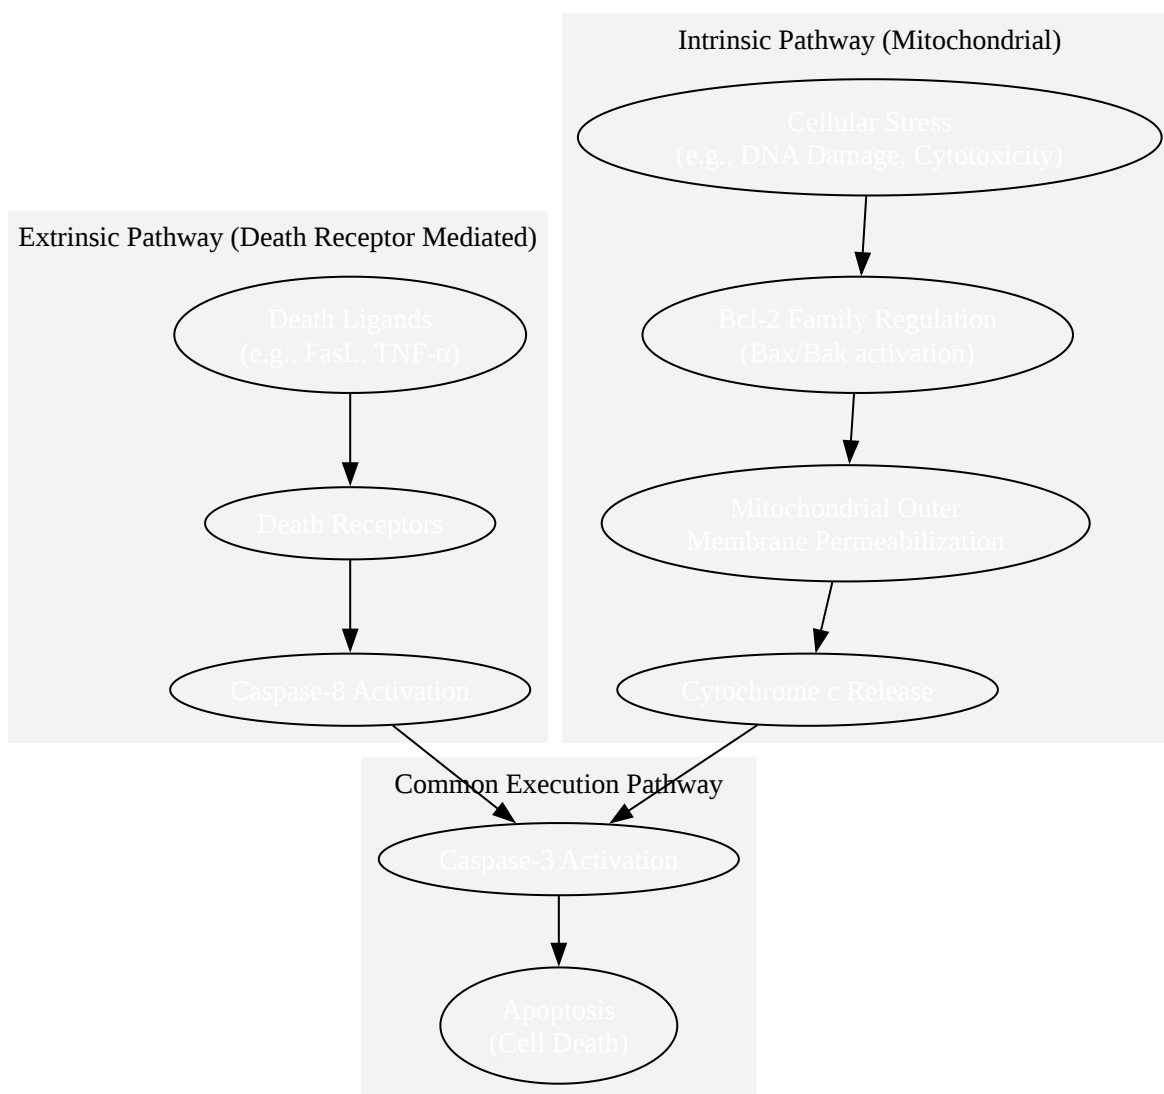 Intrinsic Pathway (Mitochondrial)
Cellular Stress
(e.g., DNA Damage, Cytotoxicity)
Bcl-2 Family Regulation
(Bax/Bak activation)
Mitochondrial Outer
Membrane Permeabilization
Cytochrome c Release
Extrinsic Pathway (Death Receptor Mediated)
Death Ligands
(e.g., FasL, TNF-α)
Death Receptors
Caspase-8 Activation
Common Execution Pathway
Caspase-3 Activation
Apoptosis
(Cell Death)